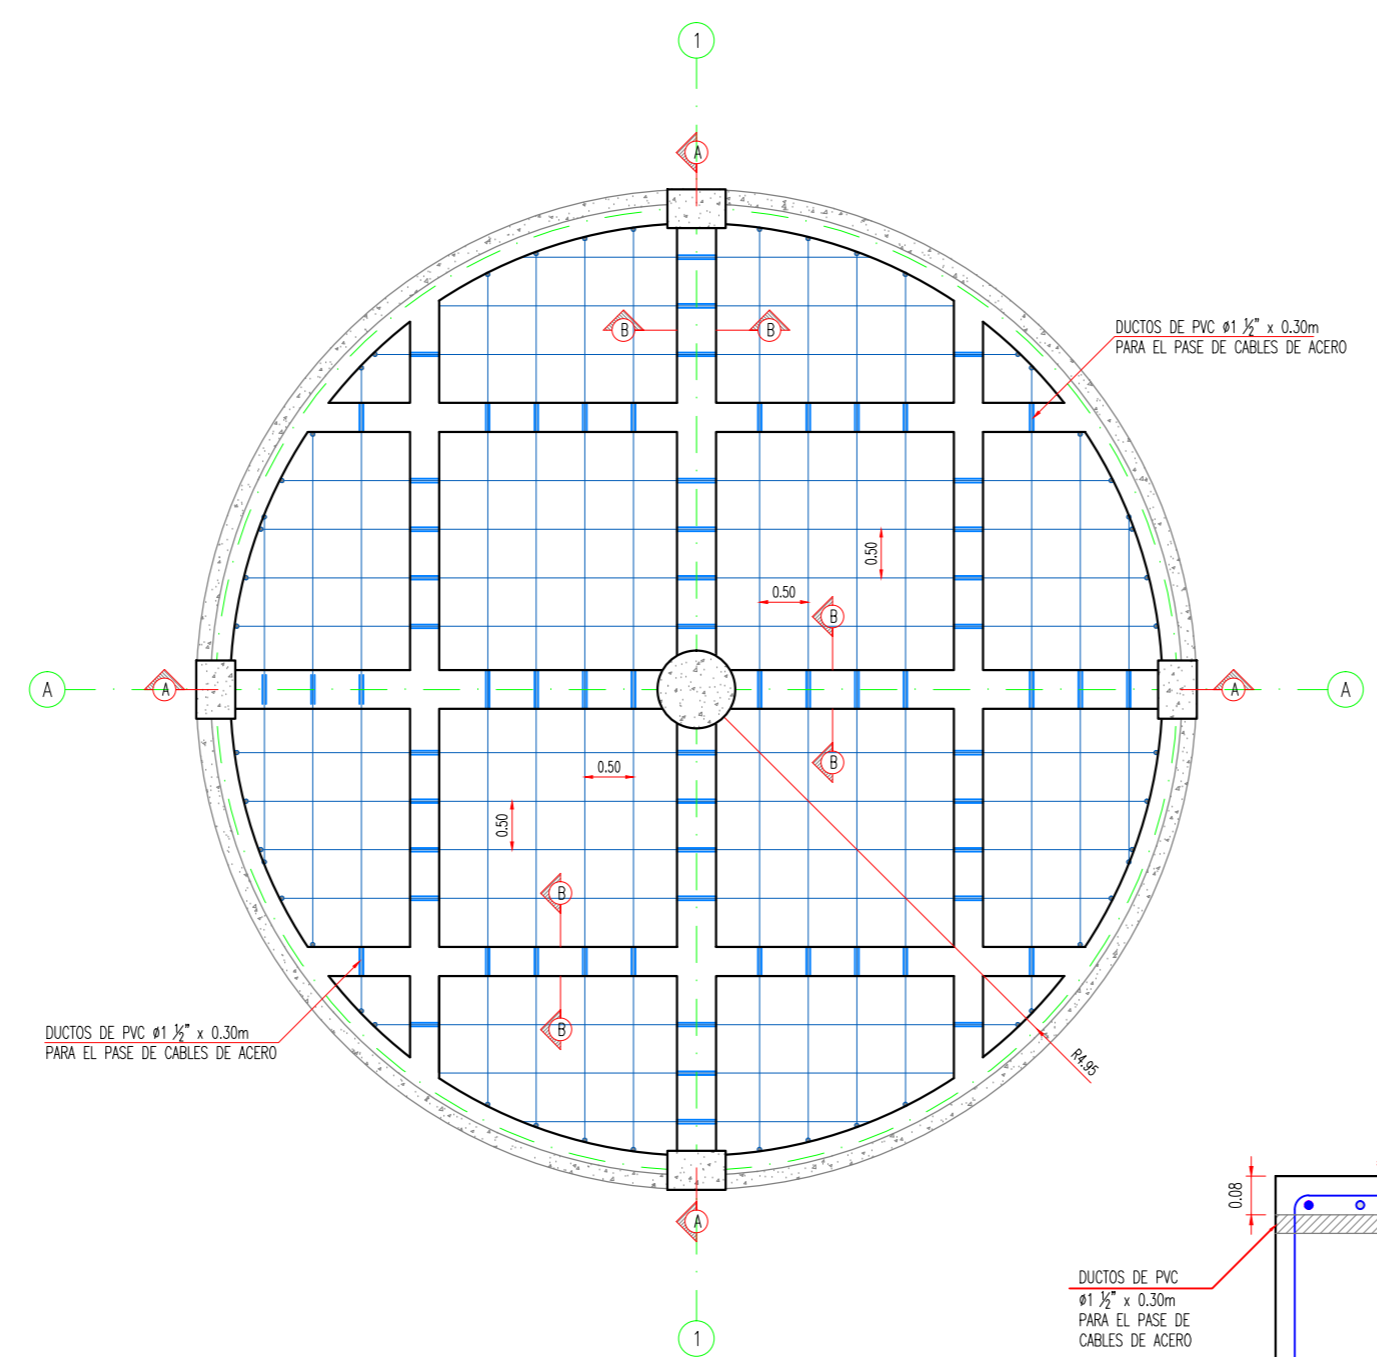 1
A
B
B
DUCTOS DE PVC ø1 ½" x 0.30m
PARA EL PASE DE CABLES DE ACERO
0.50
0.50
B
A
A
A
A
B
0.50
0.50
B
B
DUCTOS DE PVC ø1 ½" x 0.30m
PARA EL PASE DE CABLES DE ACERO
R4.95
A
0.08
DUCTOS DE PVC
ø1 ½" x 0.30m
PARA EL PASE DE
CABLES DE ACERO
1